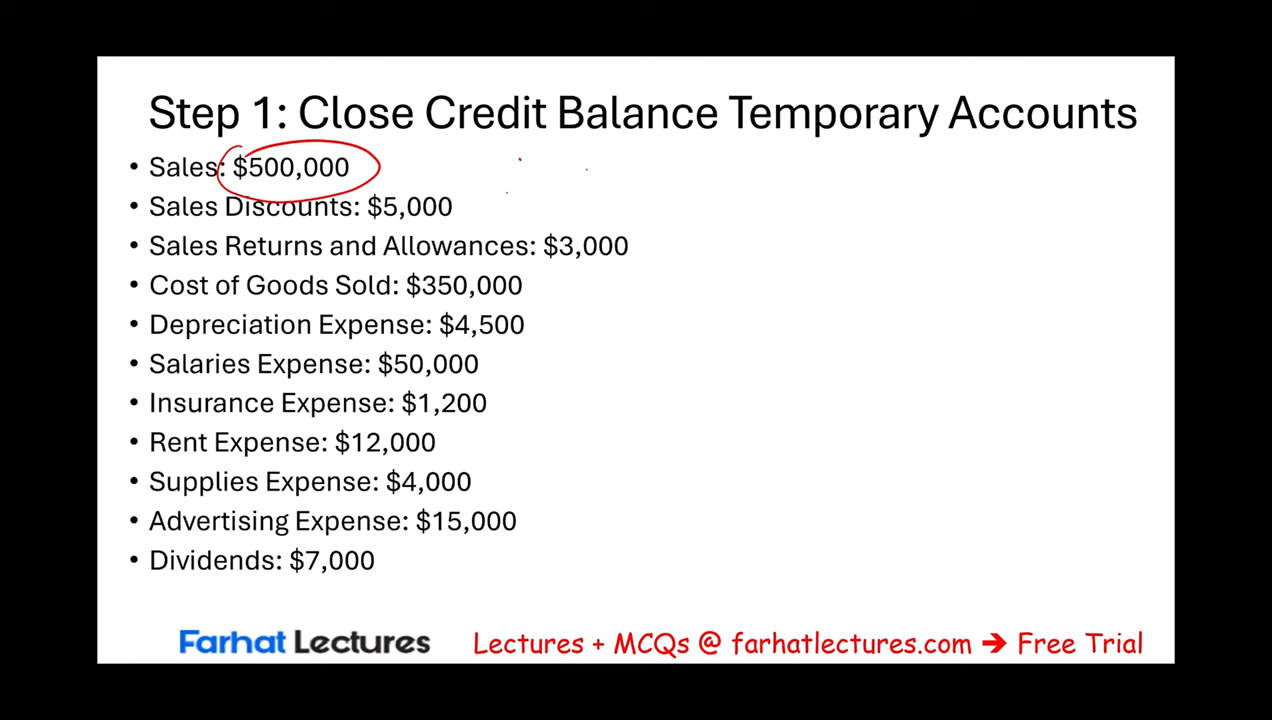 Step 1: Close Credit Balance Temporary Accounts
• Sales: $500,000
• Sales Discounts: $5,000
• Sales Returns and Allowances: $3,000
• Cost of Goods Sold: $350,000
• Depreciation Expense: $4,500
• Salaries Expense: $50,000
• Insurance Expense: $1,200
• Rent Expense: $12,000
• Supplies Expense: $4,000
• Advertising Expense: $15,000
• Dividends: $7,000
Farhat Lectures Lectures + MCQs @ farhatlectures.com → Free Trial